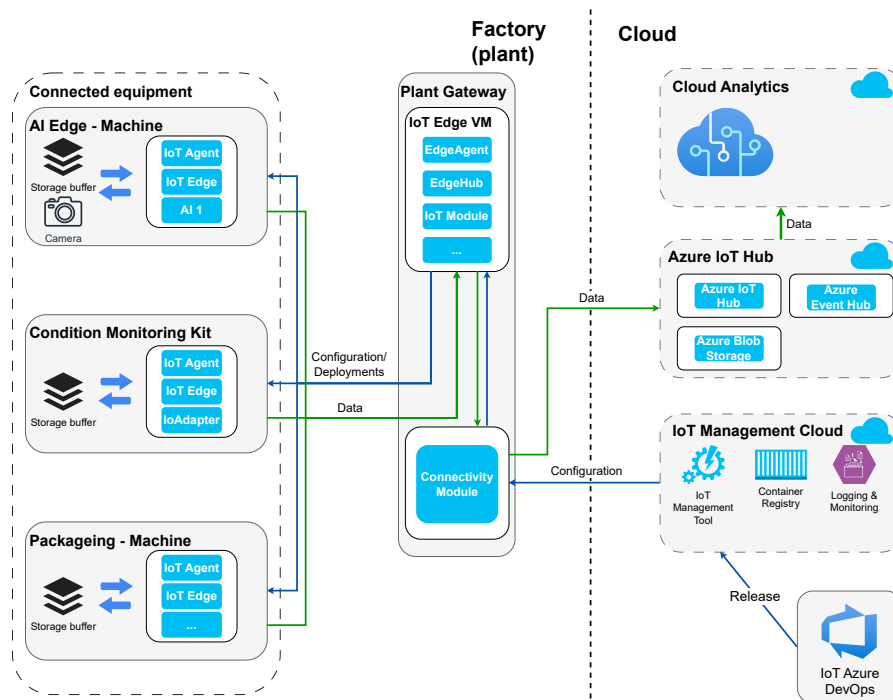 Factory
(plant)
Cloud
Connected equipment
AI Edge - Machine
Storage buffer
Camera
IoT Agent
IoT Edge
AI 1
Condition Monitoring Kit
Storage buffer
IoT Agent
IoT Edge
IoAdapter
Packageing - Machine
Storage buffer
IoT Agent
IoT Edge
...
Configuration/
Deployments
Data
Plant Gateway
IoT Edge VM
EdgeAgent
EdgeHub
IoT Module
...
Connectivity
Module
Data
Configuration
Cloud Analytics
Data
Azure IoT Hub
Azure IoT
Hub
Azure
Event Hub
Azure Blob
Storage
IoT Management Cloud
IoT
Management
Tool
Container
Registry
Logging &
Monitoring
Release
IoT Azure
DevOps